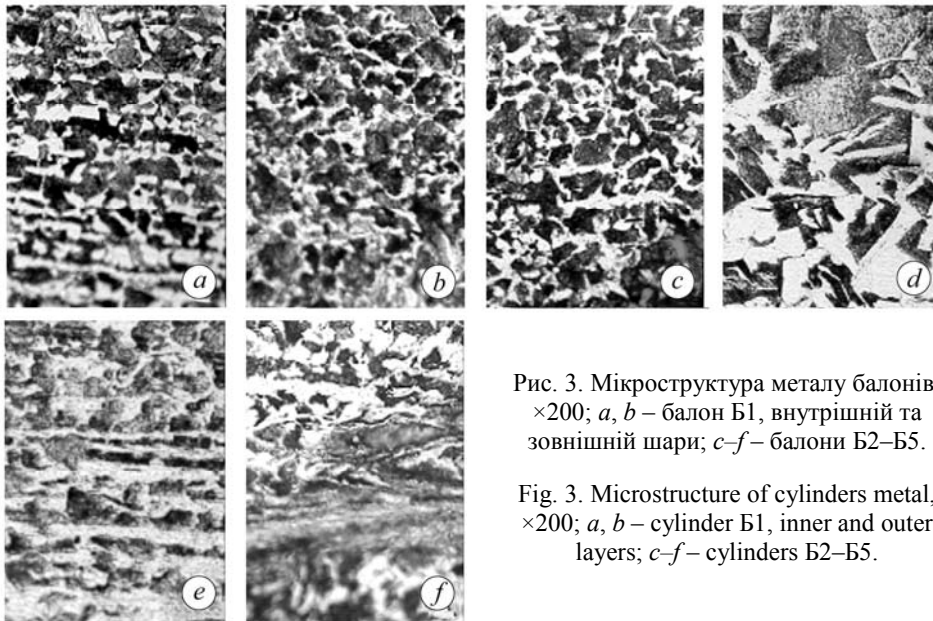 a
b
c
d
e
f
Рис. 3. Мікроструктура металу балонів,
×200; a, b – балон Б1, внутрішній та
зовнішній шари; c–f – балони Б2–Б5.
Fig. 3. Microstructure of cylinders metal,
×200; a, b – cylinder Б1, inner and outer
layers; c–f – cylinders Б2–Б5.